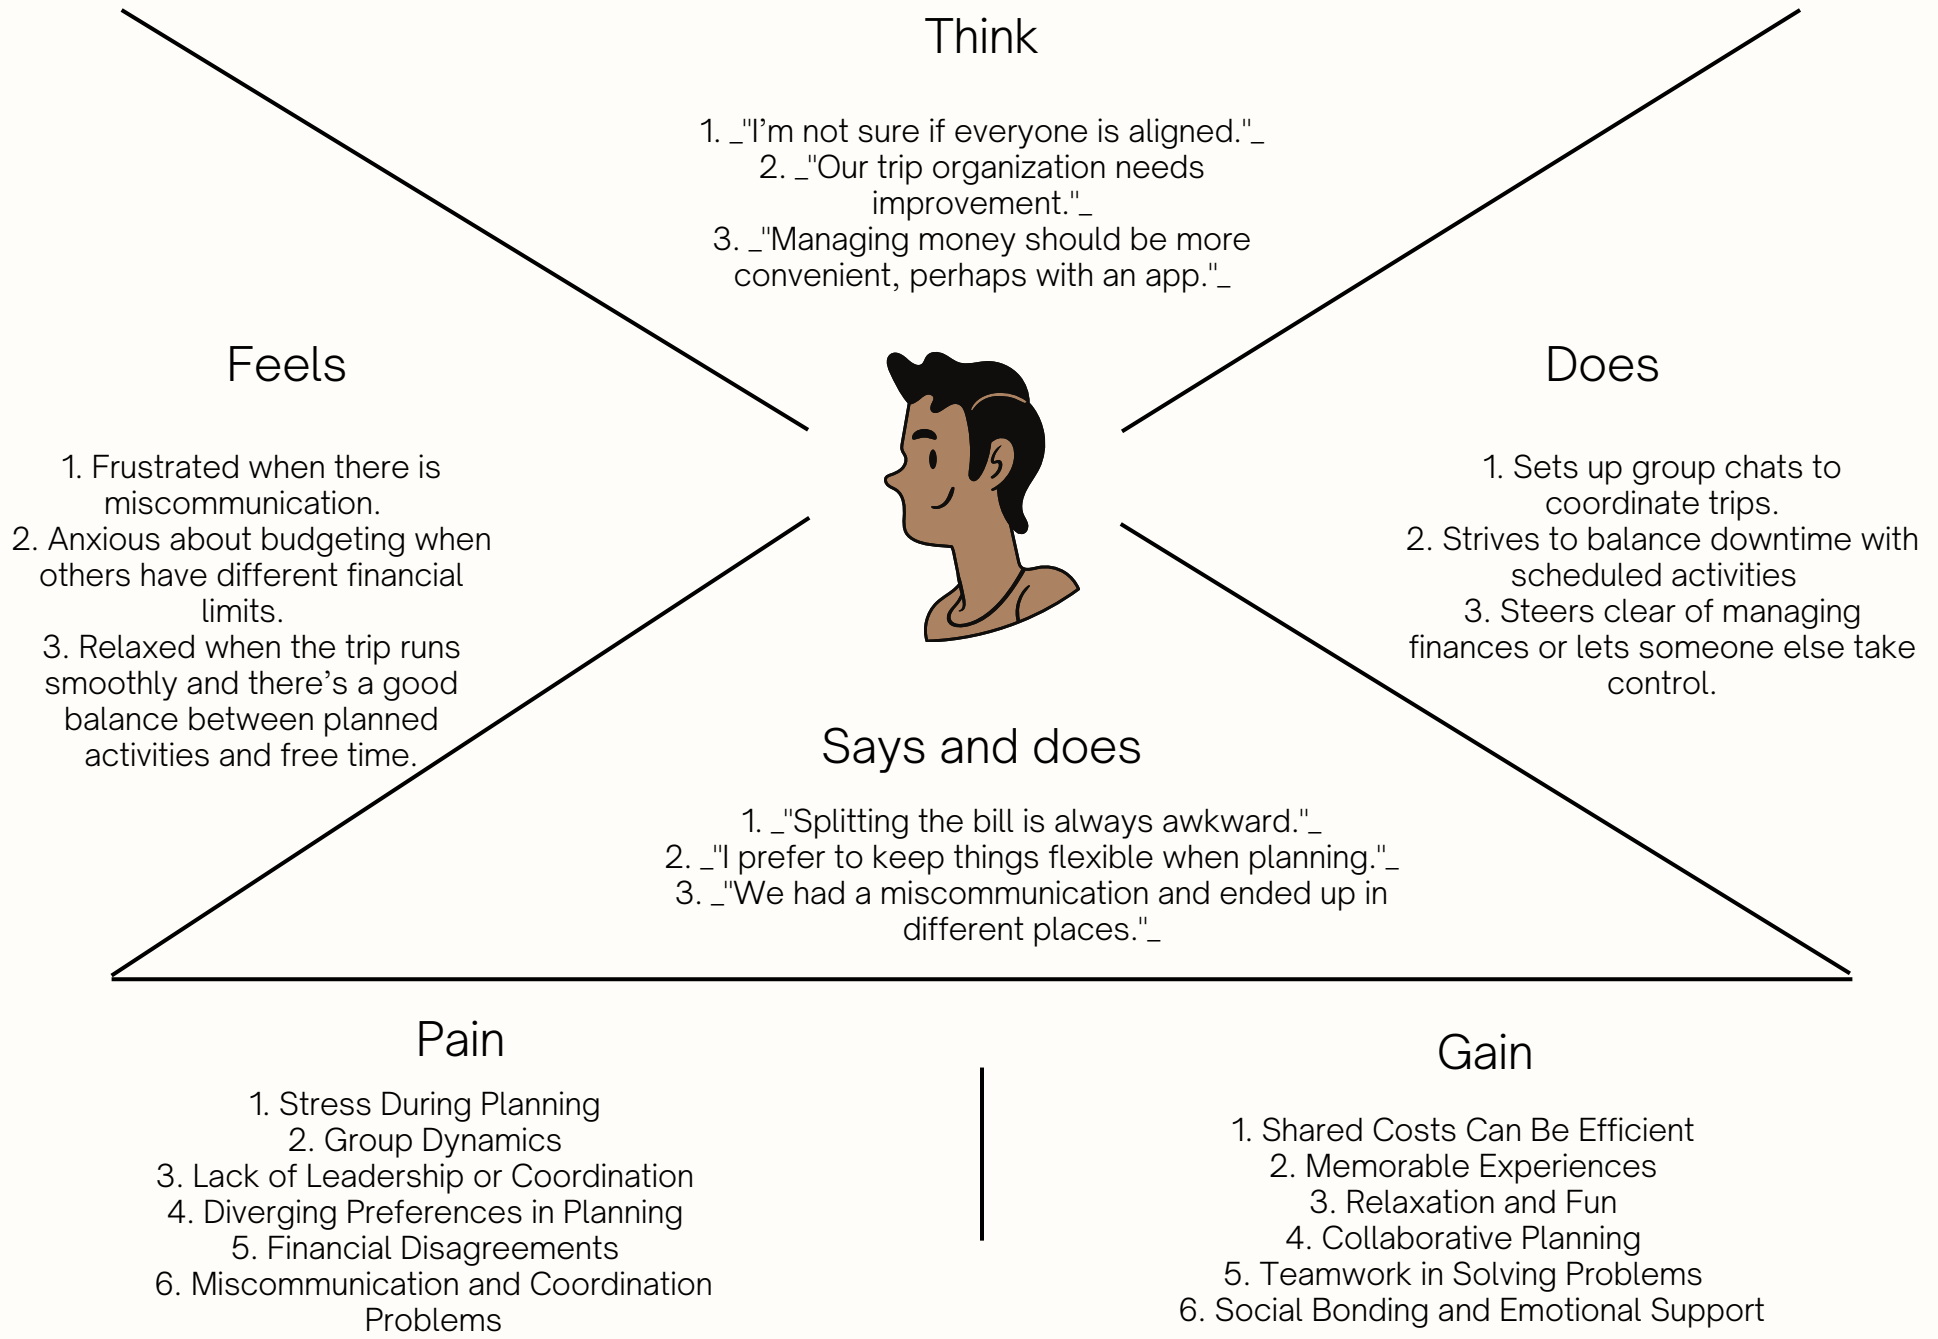 Think
1. _"I'm not sure if everyone is aligned."_
2. _"Our trip organization needs
improvement."_
3. _"Managing money should be more
convenient, perhaps with an app."_
Feels
1. Frustrated when there is
miscommunication.
2. Anxious about budgeting when
others have different financial
limits.
3. Relaxed when the trip runs
smoothly and there's a good
balance between planned
activities and free time.
Does
1. Sets up group chats to
coordinate trips.
2. Strives to balance downtime with
scheduled activities
3. Steers clear of managing
finances or lets someone else take
control.
Says and does
1. _"Splitting the bill is always awkward."_
2. _"I prefer to keep things flexible when planning."_
3. _"We had a miscommunication and ended up in
different places."_
Pain
1. Stress During Planning
2. Group Dynamics
3. Lack of Leadership or Coordination
4. Diverging Preferences in Planning
5. Financial Disagreements
6. Miscommunication and Coordination
Problems
Gain
1. Shared Costs Can Be Efficient
2. Memorable Experiences
3. Relaxation and Fun
4. Collaborative Planning
5. Teamwork in Solving Problems
6. Social Bonding and Emotional Support